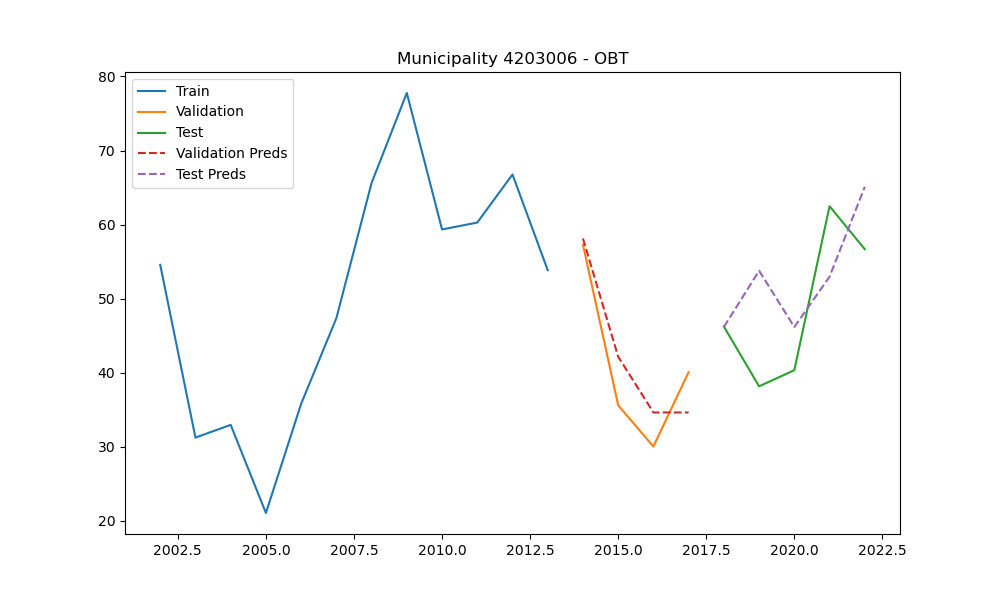 Municipality 4203006 - OBT
Train
Validation
Test
Validation Preds
Test Preds
80
70
60
50
40
30
20
2002.5 2005.0 2007.5 2010.0 2012.5 2015.0 2017.5 2020.0 2022.5